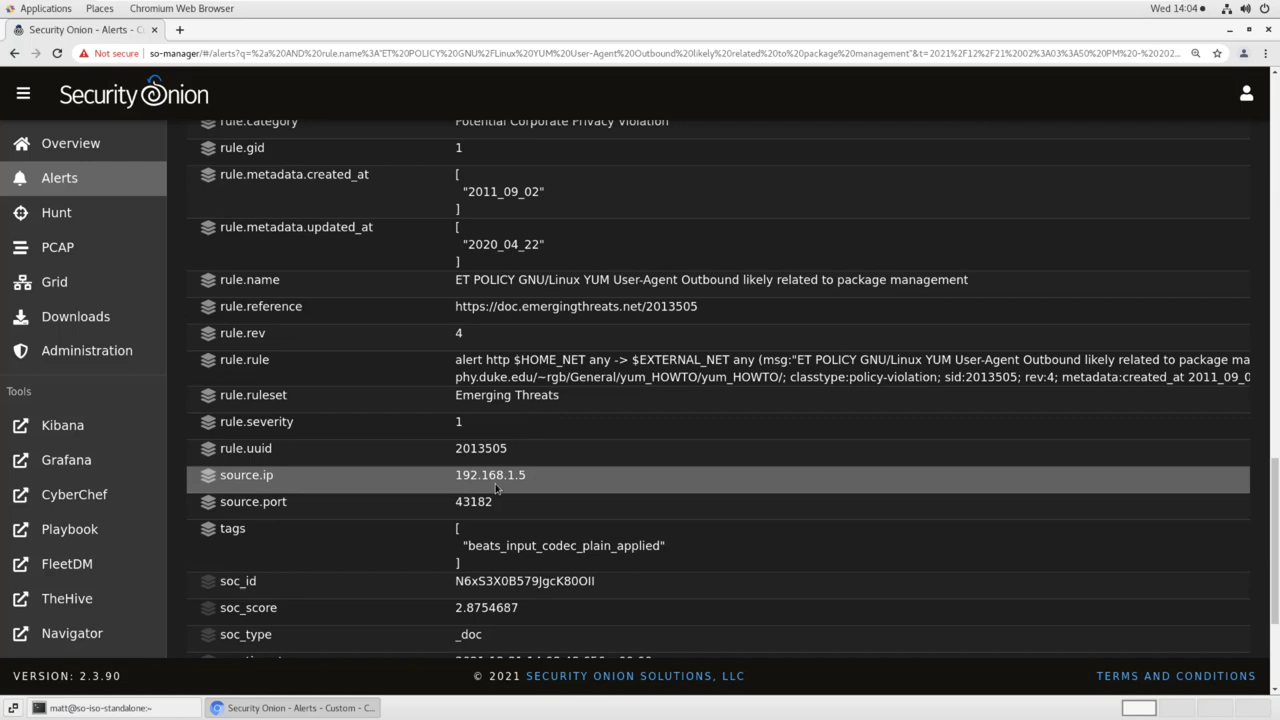 Applications Places Chromium Web Browser Wed 14:04
Security Onion - Alerts - C
Not secure so-manager/#/alerts?q=%2a%20AND%20rule.name%3A"ET%20POLICY%20GNU%2FLinux%20YUM%20User-Agent%20Outbound%20likely%20related%20to%20package%20management"&t=2021%2F12%2F21%2002%3A03%3A50%20PM%20-%20202...
Security Onion
rule.category Potential Corporate Privacy Violation
Overview
rule.gid 1
Alerts
rule.metadata.created_at [
"2011_09_02"
]
Hunt
rule.metadata.updated_at [
"2020_04_22"
]
PCAP
Grid
rule.name ET POLICY GNU/Linux YUM User-Agent Outbound likely related to package management
Downloads
rule.reference https://doc.emergingthreats.net/2013505
rule.rev 4
Administration
rule.rule alert http $HOME_NET any -> $EXTERNAL_NET any (msg:"ET POLICY GNU/Linux YUM User-Agent Outbound likely related to package ma
phy.duke.edu/~rgb/General/yum_HOWTO/yum_HOWTO/; classtype:policy-violation; sid:2013505; rev:4; metadata:created_at 2011_09_0
Tools
rule.ruleset Emerging Threats
Kibana
rule.severity 1
rule.uuid 2013505
Grafana
source.ip 192.168.1.5
CyberChef
source.port 43182
Playbook
tags [
"beats_input_codec_plain_applied"
]
FleetDM
soc_id N6xS3X0B579JgcK80OII
TheHive
soc_score 2.8754687
Navigator
soc_type _doc
VERSION: 2.3.90 © 2021 SECURITY ONION SOLUTIONS, LLC TERMS AND CONDITIONS
matt@so-iso-standalone:~ Security Onion - Alerts - Custom - C...